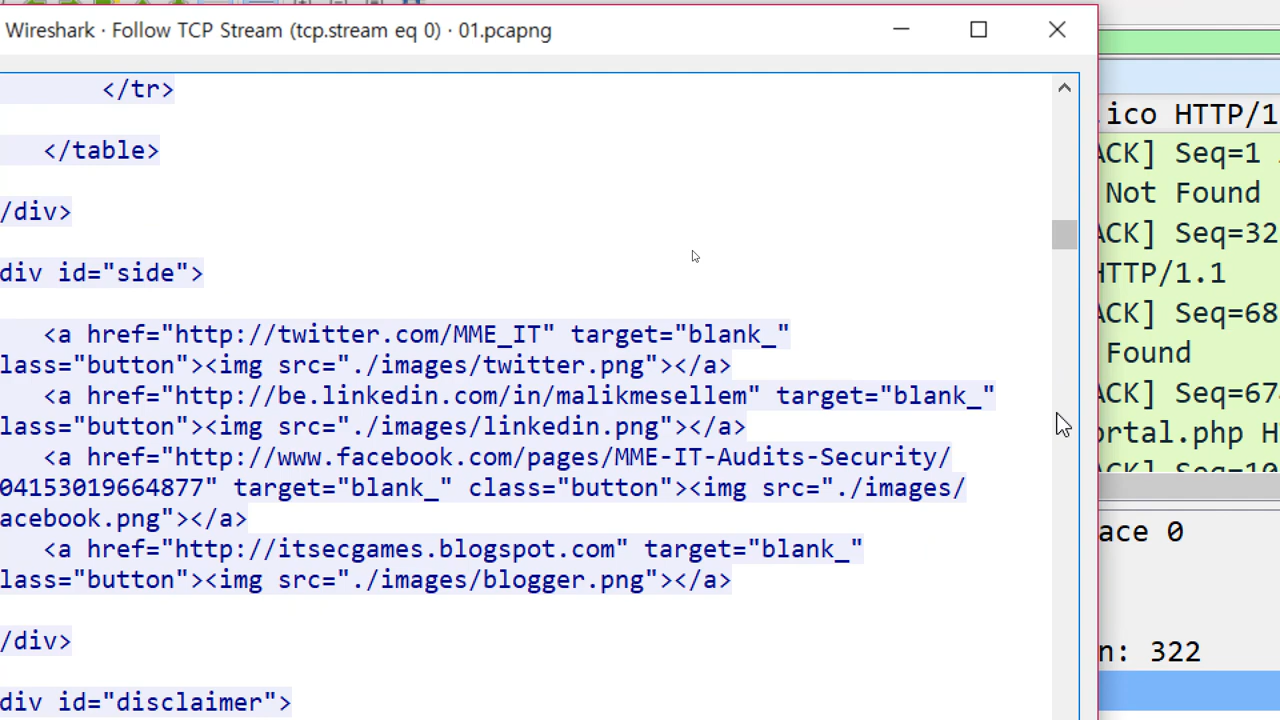 Wireshark · Follow TCP Stream (tcp.stream eq 0) · 01.pcapng
</tr>
</table>
/div>
div id="side">
<a href="http://twitter.com/MME_IT" target="blank_"
lass="button"><img src="./images/twitter.png"></a>
<a href="http://be.linkedin.com/in/malikmesellem" target="blank_"
lass="button"><img src="./images/linkedin.png"></a>
<a href="http://www.facebook.com/pages/MME-IT-Audits-Security/
04153019664877" target="blank_" class="button"><img src="./images/
acebook.png"></a>
<a href="http://itsecgames.blogspot.com" target="blank_"
lass="button"><img src="./images/blogger.png"></a>
/div>
div id="disclaimer">
.ico HTTP/1
ACK] Seq=1
Not Found
ACK] Seq=32
HTTP/1.1
ACK] Seq=68
Found
ACK] Seq=67
ortal.php H
ACK] Seq=10
ace 0
n: 322